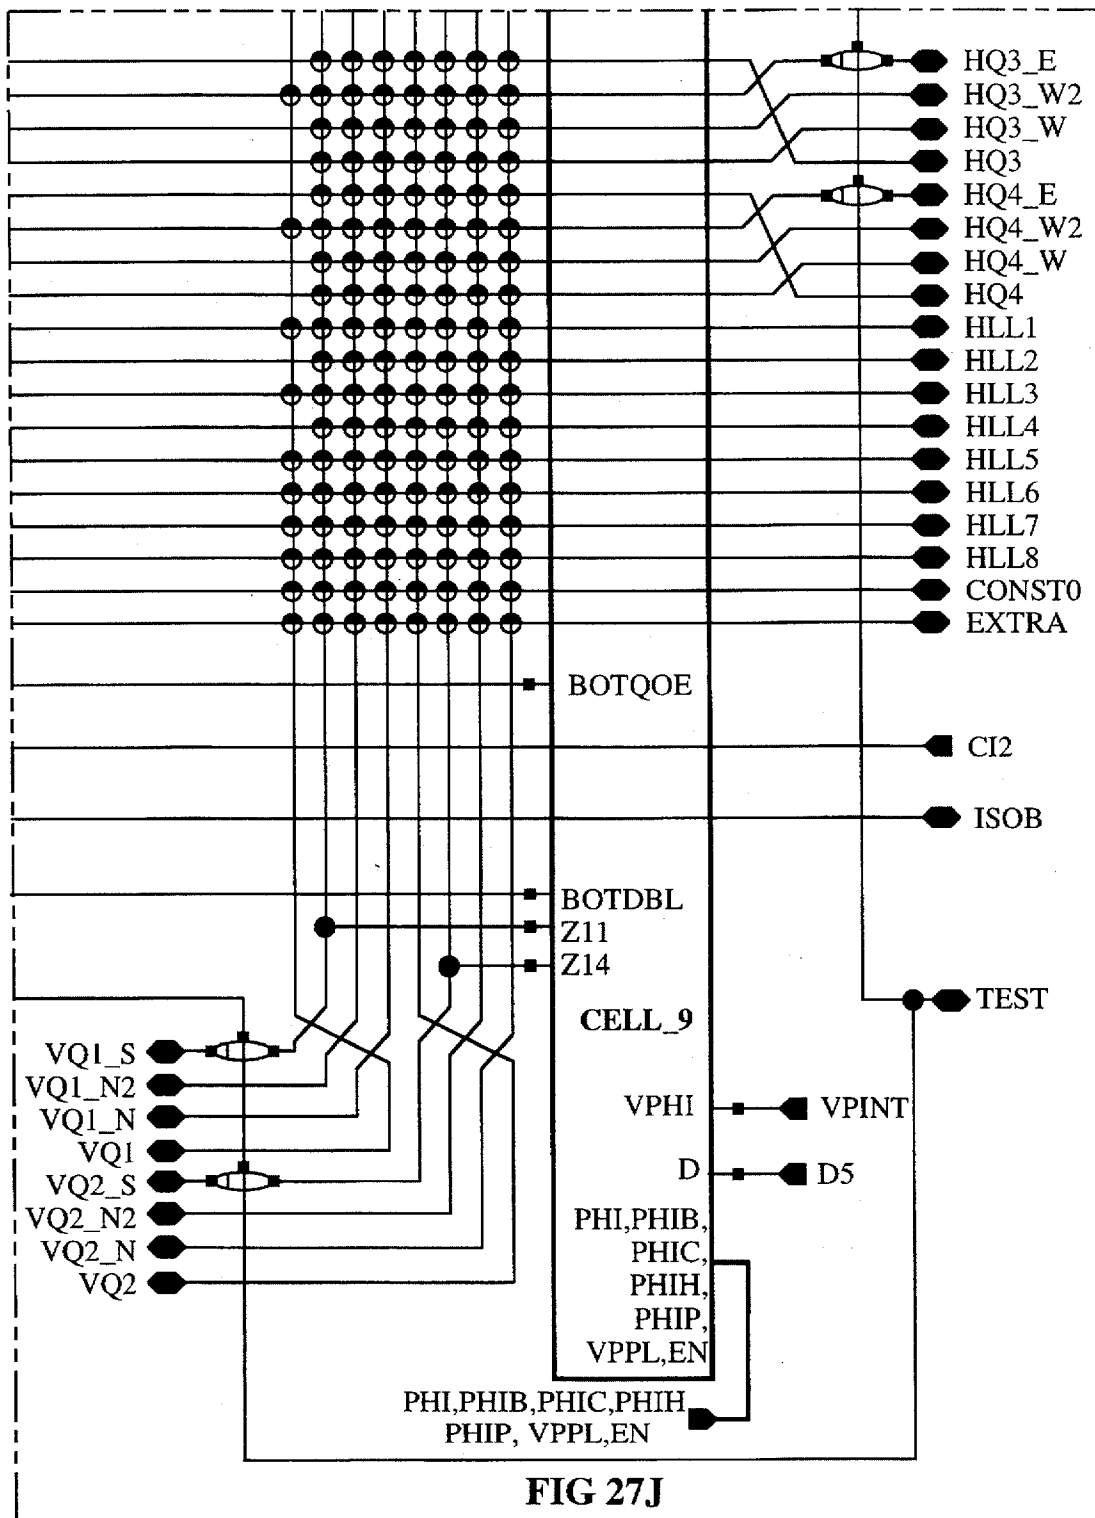 HQ3_E
HQ3_W2
HQ3_W
HQ3
HQ4_E
HQ4_W2
HQ4_W
HQ4
HLL1
HLL2
HLL3
HLL4
HLL5
HLL6
HLL7
HLL8
CONST0
EXTRA
BOTQOE
CI2
ISOB
BOTDBL
Z11
Z14
TEST
CELL_9
VQ1_S
VQ1_N2
VQ1_N
VQ1
VQ2_S
VQ2_N2
VQ2_N
VQ2
VPHI
VPINT
D
D5
PHI,PHIB,
PHIC,
PHIH,
PHIP,
VPPL,EN
PHI,PHIB,PHIC,PHIH
PHIP, VPPL,EN
FIG 27J